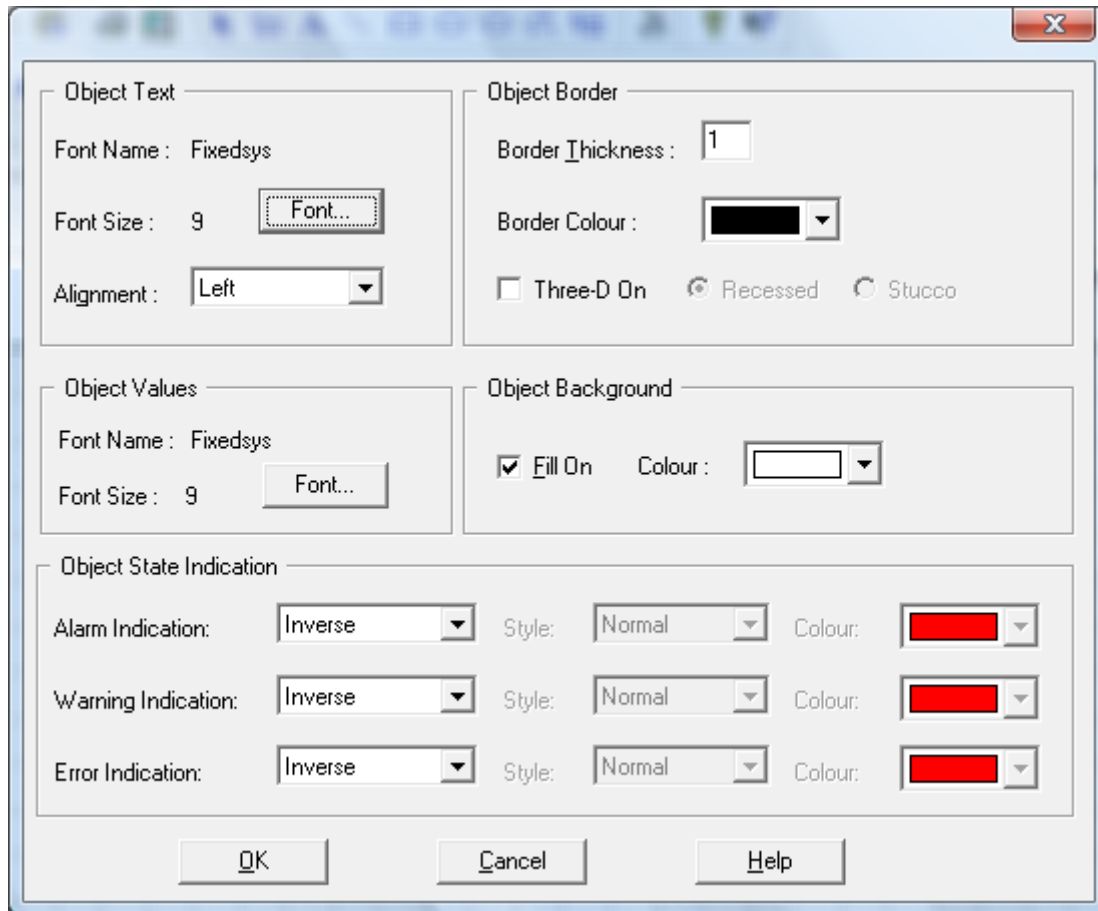 Object Text
Font Name : Fixedsys
Font Size : 9 Font...
Alignment : Left
Object Border
Border Thickness : 1
Border Colour :
Three-D On Recessed Stucco
Object Values
Font Name : Fixedsys
Font Size : 9 Font...
Object Background
Fill On Colour :
Object State Indication
Alarm Indication: Inverse Style: Normal Colour:
Warning Indication: Inverse Style: Normal Colour:
Error Indication: Inverse Style: Normal Colour:
OK Cancel Help